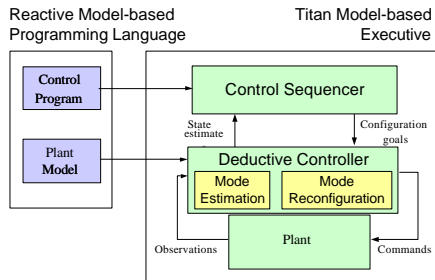 Reactive Model-based
Programming Language
Titan Model-based
Executive
Control
Program
Control Sequencer
State
estimate
Configuration
goals
Plant
Model
Deductive Controller
Mode
Estimation
Mode
Reconfiguration
Plant
Observations
Commands